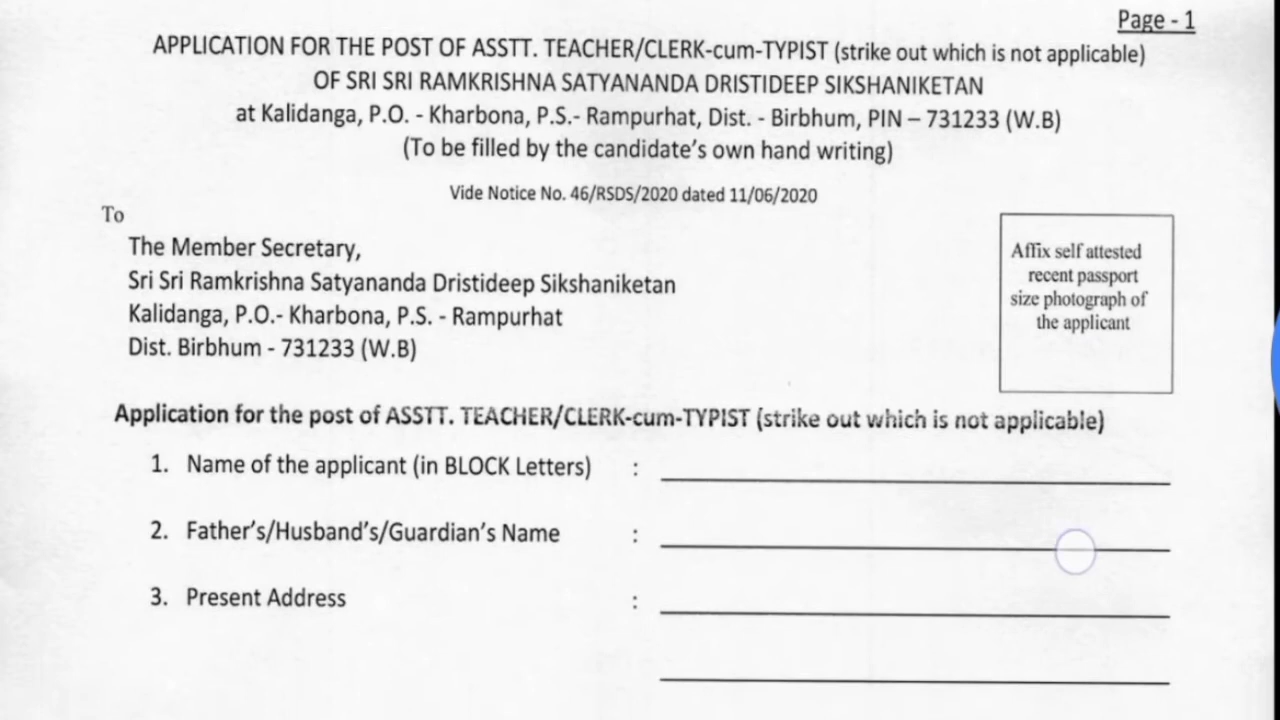 Page - 1
APPLICATION FOR THE POST OF ASSTT. TEACHER/CLERK-cum-TYPIST (strike out which is not applicable)
OF SRI SRI RAMKRISHNA SATYANANDA DRISTIDEEP SIKSHANIKETAN
at Kalidanga, P.O. - Kharbona, P.S.- Rampurhat, Dist. - Birbhum, PIN – 731233 (W.B)
(To be filled by the candidate's own hand writing)
Vide Notice No. 46/RSDS/2020 dated 11/06/2020
To
The Member Secretary,
Sri Sri Ramkrishna Satyananda Dristideep Sikshaniketan
Kalidanga, P.O.- Kharbona, P.S. - Rampurhat
Dist. Birbhum - 731233 (W.B)
Affix self attested
recent passport
size photograph of
the applicant
Application for the post of ASSTT. TEACHER/CLERK-cum-TYPIST (strike out which is not applicable)
1. Name of the applicant (in BLOCK Letters) :
2. Father's/Husband's/Guardian's Name :
3. Present Address :